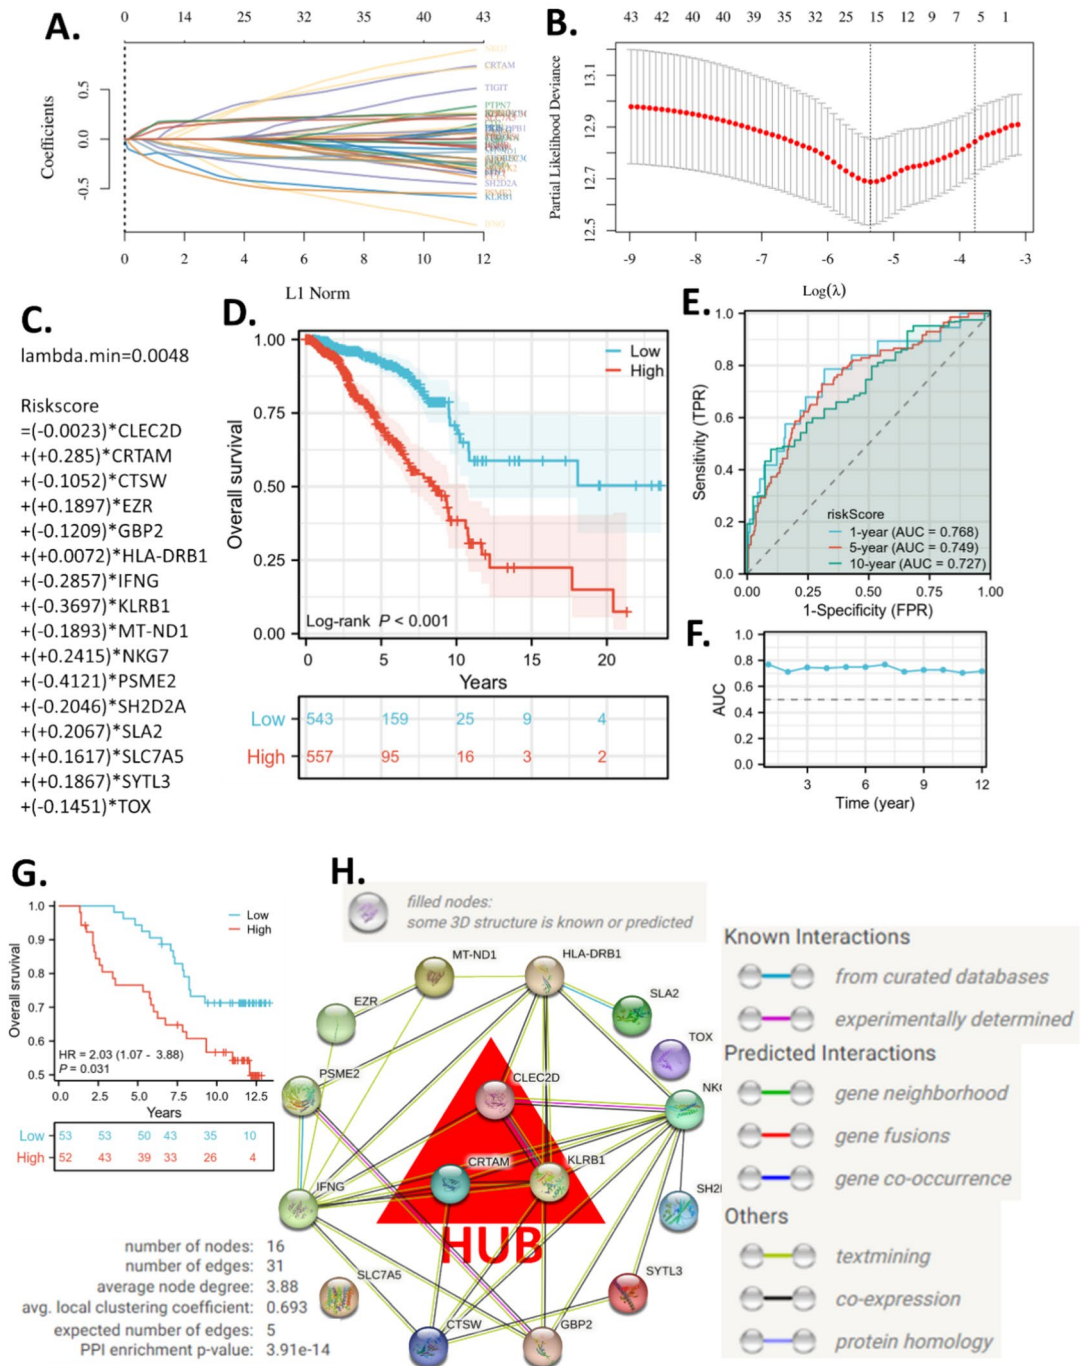 A.
0 14 25 32 35 40 43
CRTAM
TIGIT
PTPN7
SH2D2A
PSME2
KLRB1
Coefficients
0.5
0.0
-0.5
0 2 4 6 8 10 12
L1 Norm
B.
43 42 40 40 39 35 32 25 15 12 9 7 5 1
Partial Likelihood Deviance
13.1
12.9
12.7
12.5
-9 -8 -7 -6 -5 -4 -3
Log(λ)
C.
lambda.min=0.0048
Riskscore
=(-0.0023)*CLEC2D
+(+0.285)*CRTAM
+(-0.1052)*CTSW
+(+0.1897)*EZR
+(-0.1209)*GBP2
+(+0.0072)*HLA-DRB1
+(-0.2857)*IFNG
+(-0.3697)*KLRB1
+(-0.1893)*MT-ND1
+(+0.2415)*NKG7
+(-0.4121)*PSME2
+(-0.2046)*SH2D2A
+(+0.2067)*SLA2
+(+0.1617)*SLC7A5
+(+0.1867)*SYTL3
+(-0.1451)*TOX
D.
Overall survival
1.00
0.75
0.50
0.25
0.00
Low
High
Log-rank P < 0.001
0 5 10 15 20
Years
Low 543 159 25 9 4
High 557 95 16 3 2
E.
Sensitivity (TPR)
1.0
0.8
0.6
0.4
0.2
0.0
riskScore
1-year (AUC = 0.768)
5-year (AUC = 0.749)
10-year (AUC = 0.727)
0.00 0.25 0.50 0.75 1.00
1-Specificity (FPR)
F.
AUC
1.0
0.8
0.6
0.4
0.2
0.0
3 6 9 12
Time (year)
G.
Overall sruvival
1.0
0.9
0.8
0.7
0.6
0.5
Low
High
HR = 2.03 (1.07 - 3.88)
P = 0.031
0 2.5 5.0 7.5 10.0 12.5
Years
Low 53 53 50 43 35 10
High 52 43 39 33 26 4
H.
filled nodes:
some 3D structure is known or predicted
MT-ND1
HLA-DRB1
EZR
SLA2
TOX
PSME2
CLEC2D
NKG
CRTAM
KLRB1
IFNG
SH2
HUB
SLC7A5
SYTL3
CTSW
GBP2
number of nodes: 16
number of edges: 31
average node degree: 3.88
avg. local clustering coefficient: 0.693
expected number of edges: 5
PPI enrichment p-value: 3.91e-14
Known Interactions
from curated databases
experimentally determined
Predicted Interactions
gene neighborhood
gene fusions
gene co-occurrence
Others
textmining
co-expression
protein homology